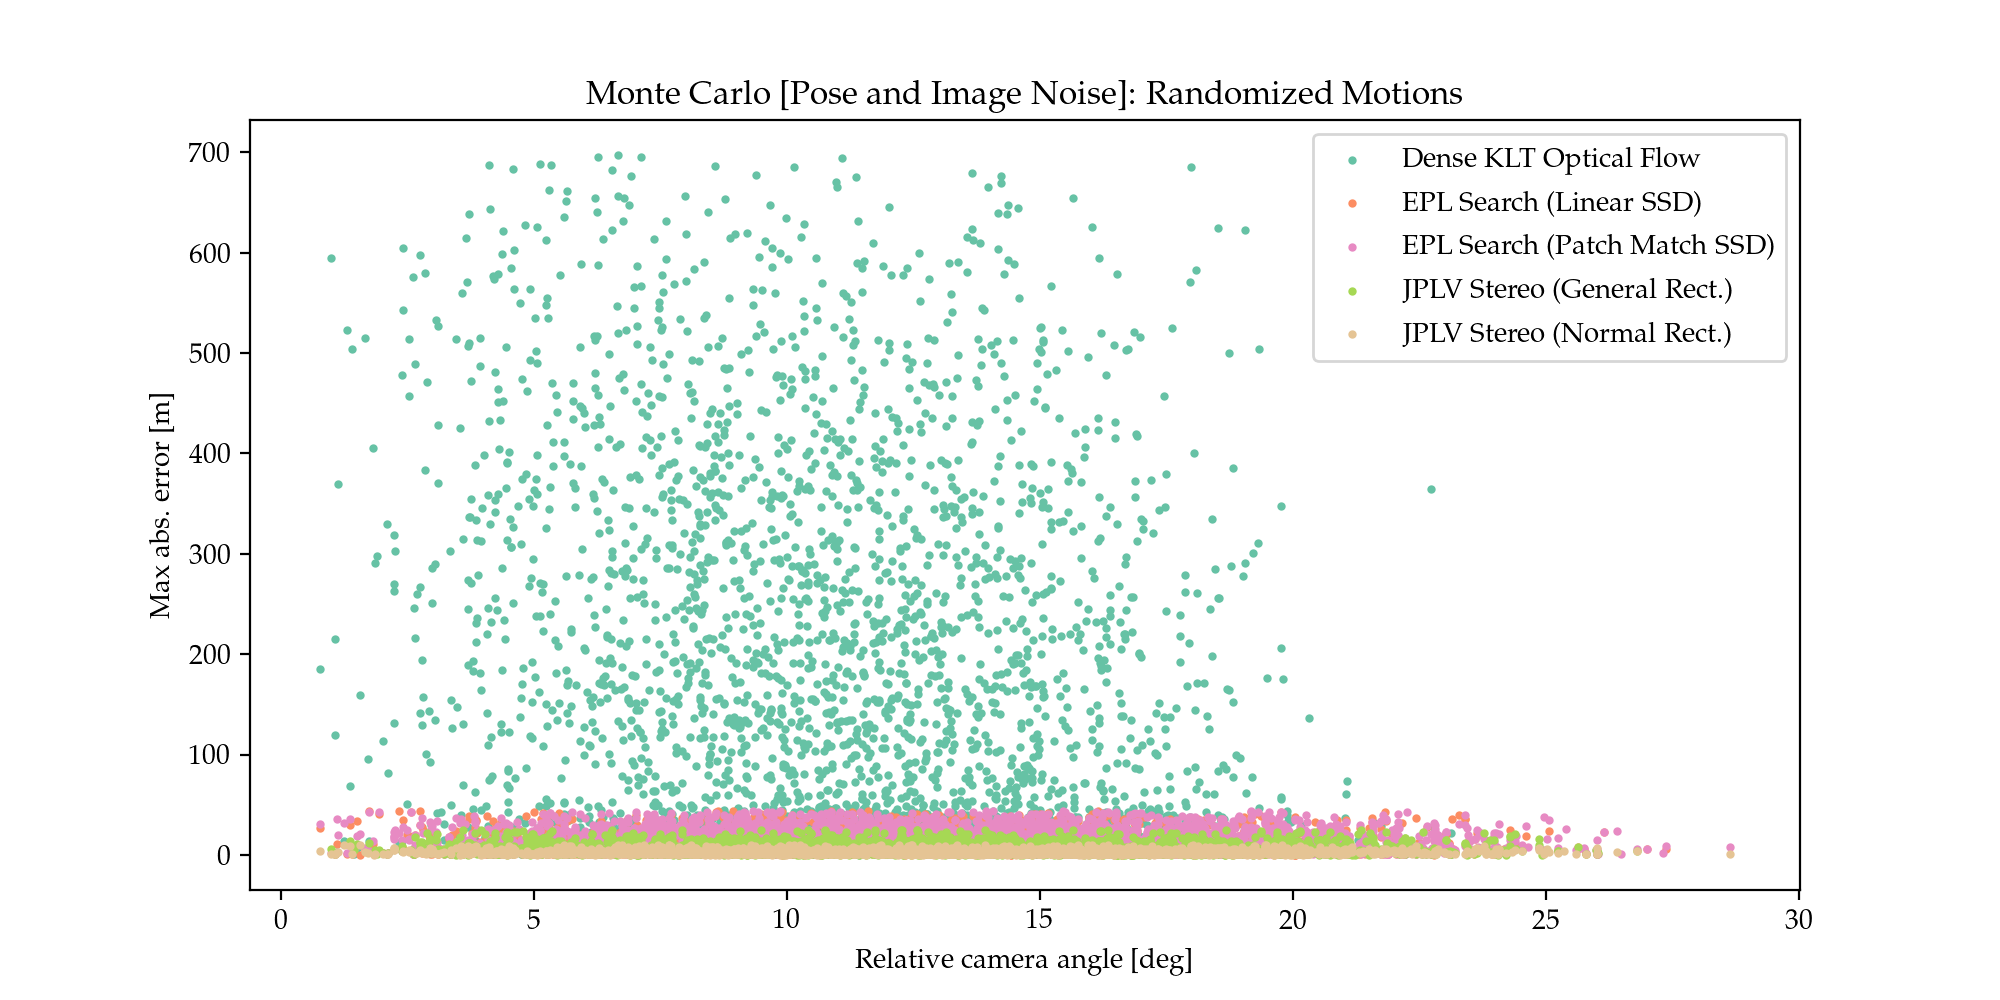 Monte Carlo [Pose and Image Noise]: Randomized Motions
700
600
500
400
300
200
100
0
Max abs. error [m]
Dense KLT Optical Flow
EPL Search (Linear SSD)
EPL Search (Patch Match SSD)
JPLV Stereo (General Rect.)
JPLV Stereo (Normal Rect.)
0 5 10 15 20 25 30
Relative camera angle [deg]